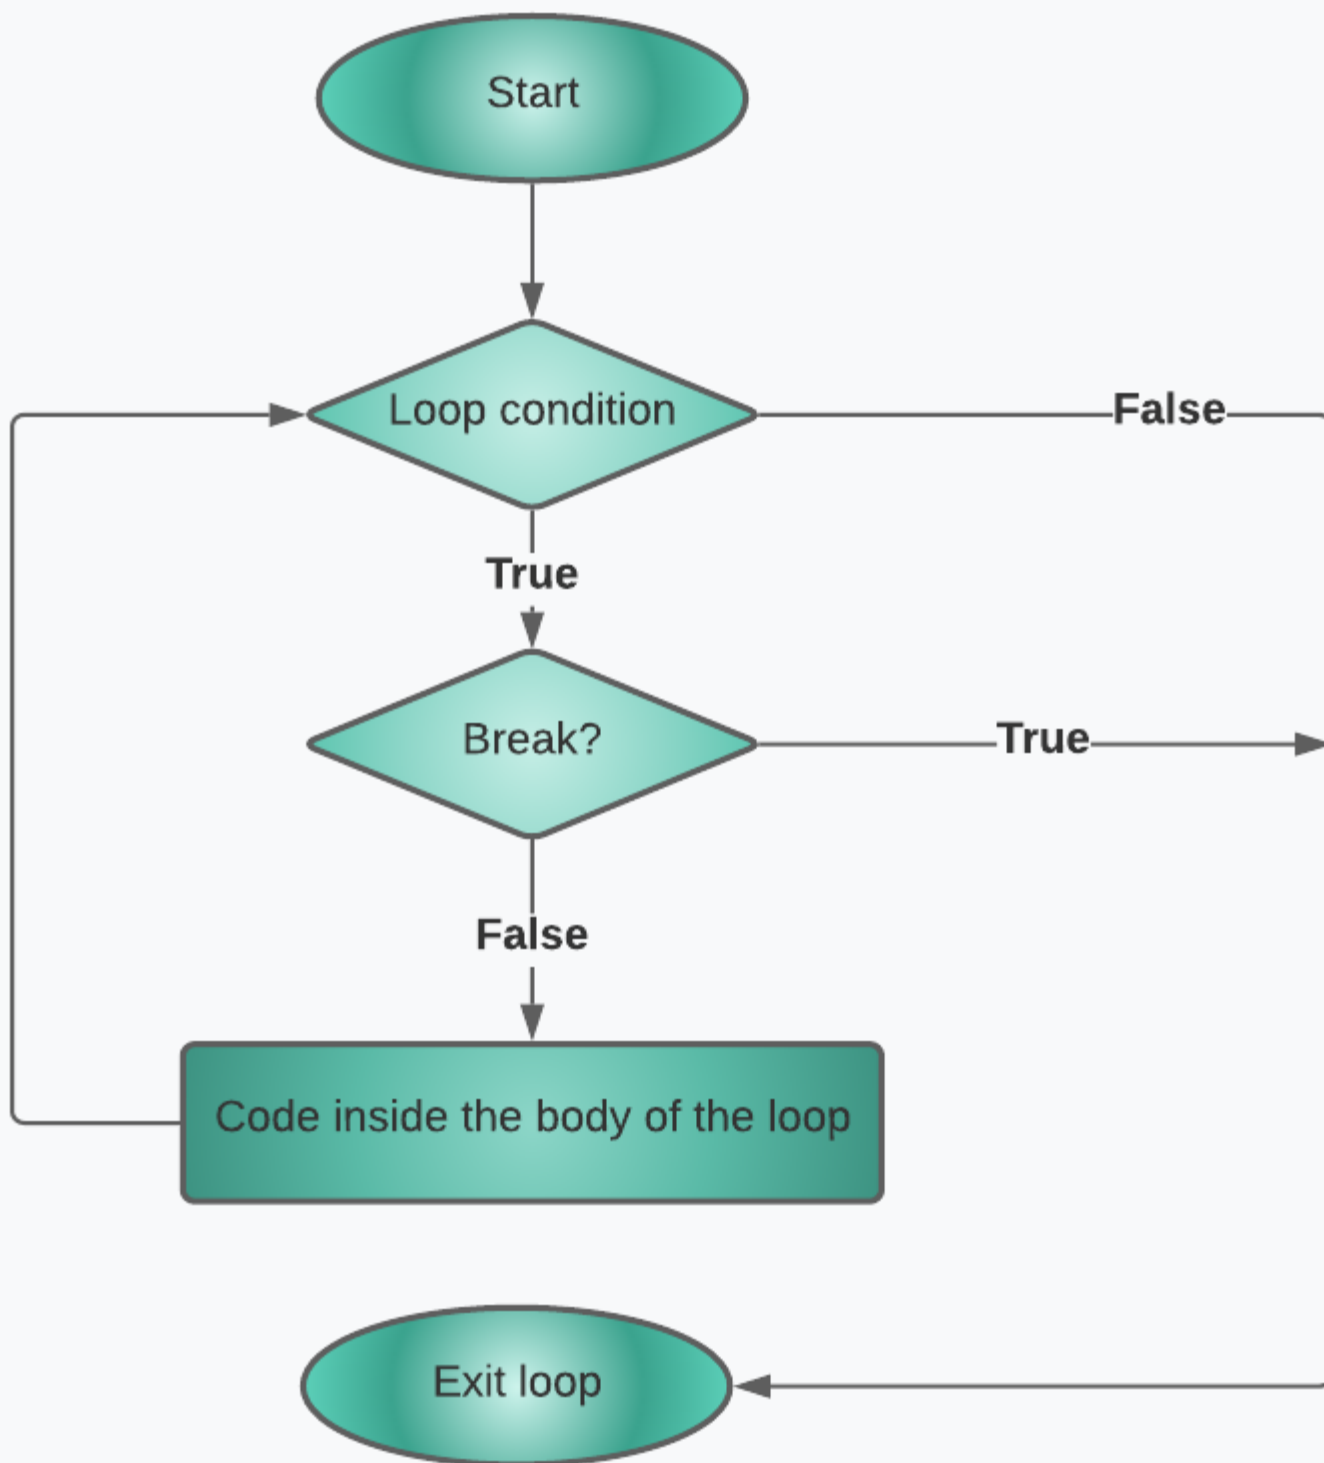 Start
Loop condition
False
True
Break?
True
False
Code inside the body of the loop
Exit loop